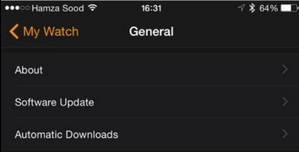 Hamza Sood 16:31 64%
My Watch General
About
Software Update
Automatic Downloads